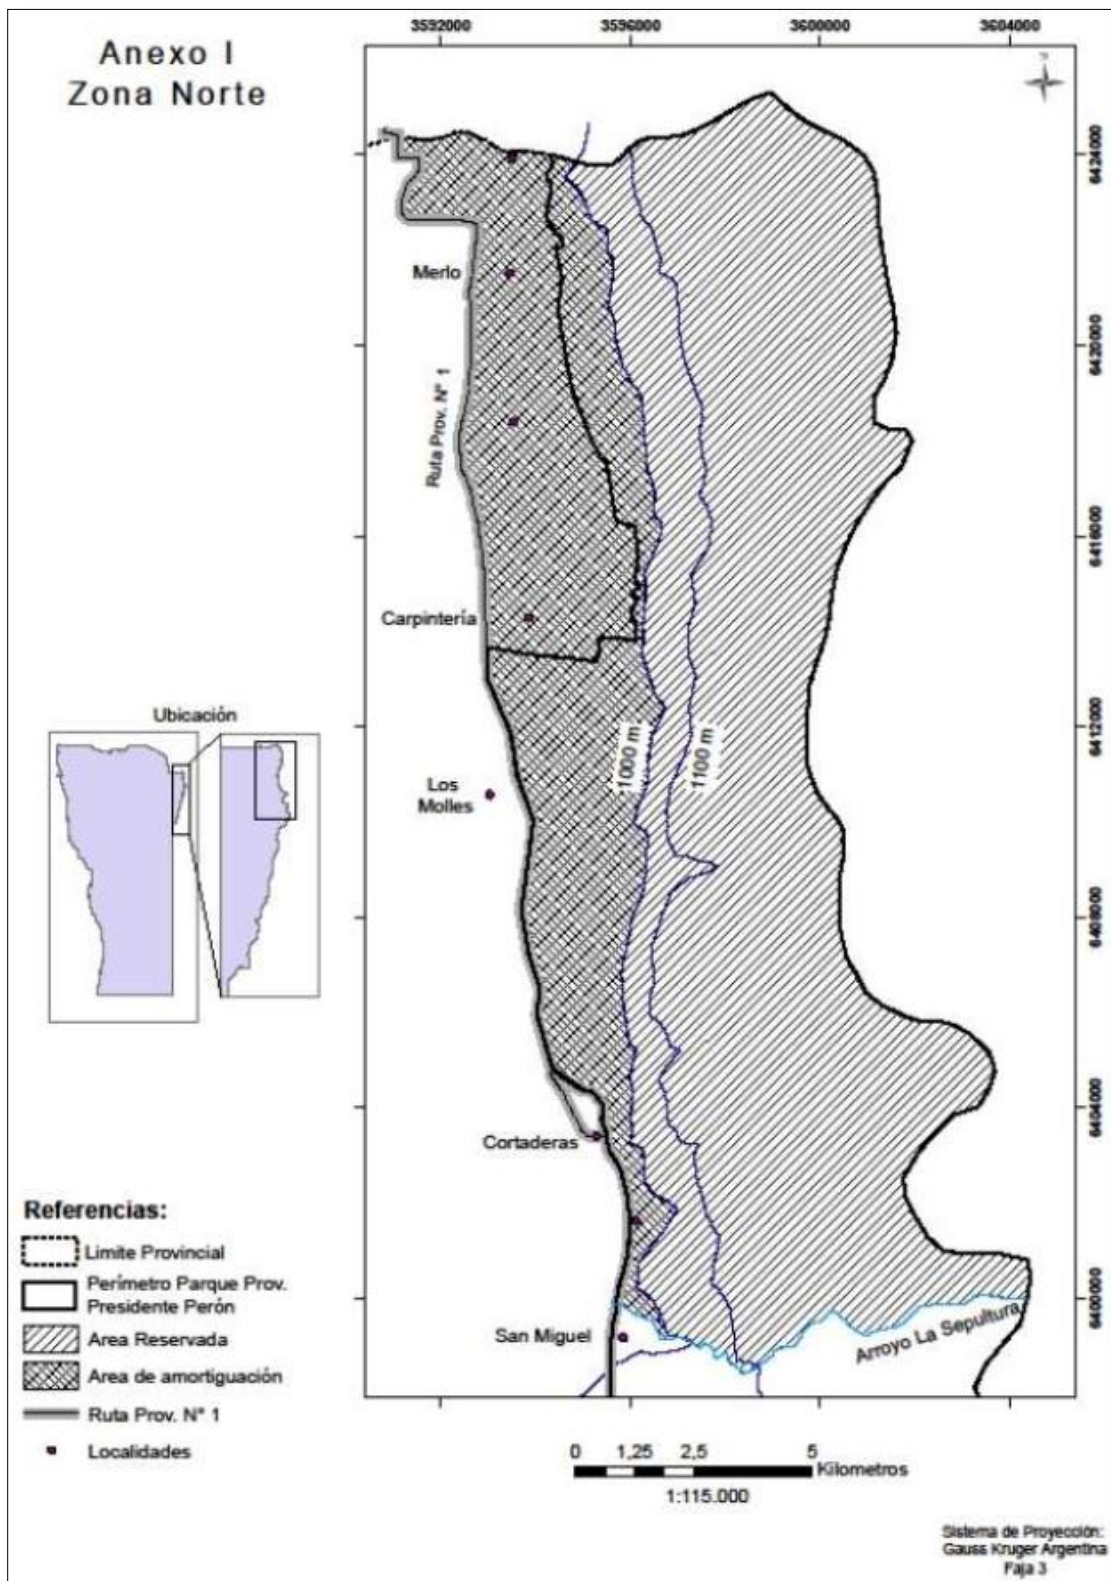 Anexo I
Zona Norte
3592000
3596000
3600000
3604000
6424000
6420000
6416000
6412000
6408000
6404000
6400000
Merlo
Ruta Prov. N° 1
Carpintería
1000 m
1100 m
Los
Molles
Cortaderas
San Miguel
Arroyo La Sepultura
Ubicación
Referencias:
Limite Provincial
Perímetro Parque Prov.
Presidente Perón
Area Reservada
Area de amortiguación
Ruta Prov. N° 1
Localidades
0 1,25 2,5 5
Kilometros
1:115.000
Sistema de Proyección:
Gauss Kruger Argentina
Faja 3